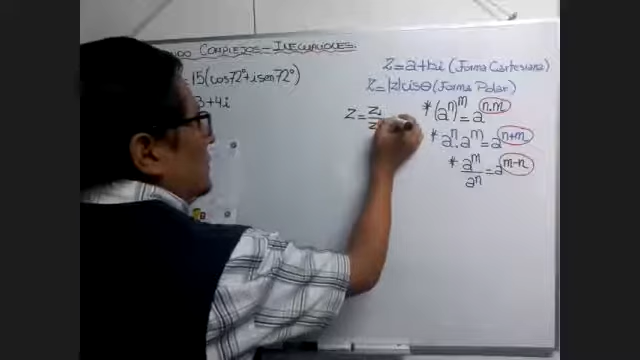 COMPLEJOS-INECUACIONES.
15(cos72°+isen72°)
3+4i
Z=a+bi (Forma Cartesiana)
Z=|Z|cisθ (Forma Polar)
Z=Z₁
*(aⁿ)ᵐ=aⁿ·ᵐ
*aⁿ.aᵐ=aⁿ⁺ᵐ
*aᵐ/aⁿ=aᵐ⁻ⁿ